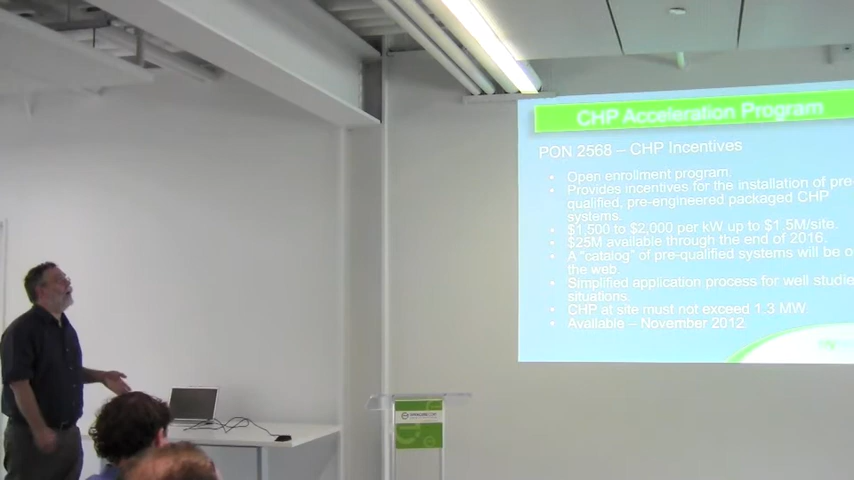 CHP Acceleration Program
PON 2568 – CHP Incentives
• Open enrollment program.
• Provides incentives for the installation of pre-
qualified, pre-engineered packaged CHP
systems.
• $1,500 to $2,000 per kW up to $1.5M/site.
• $25M available through the end of 2016.
• A "catalog" of pre-qualified systems will be o
the web.
• Simplified application process for well studie
situations.
• CHP at site must not exceed 1.3 MW.
• Available – November 2012